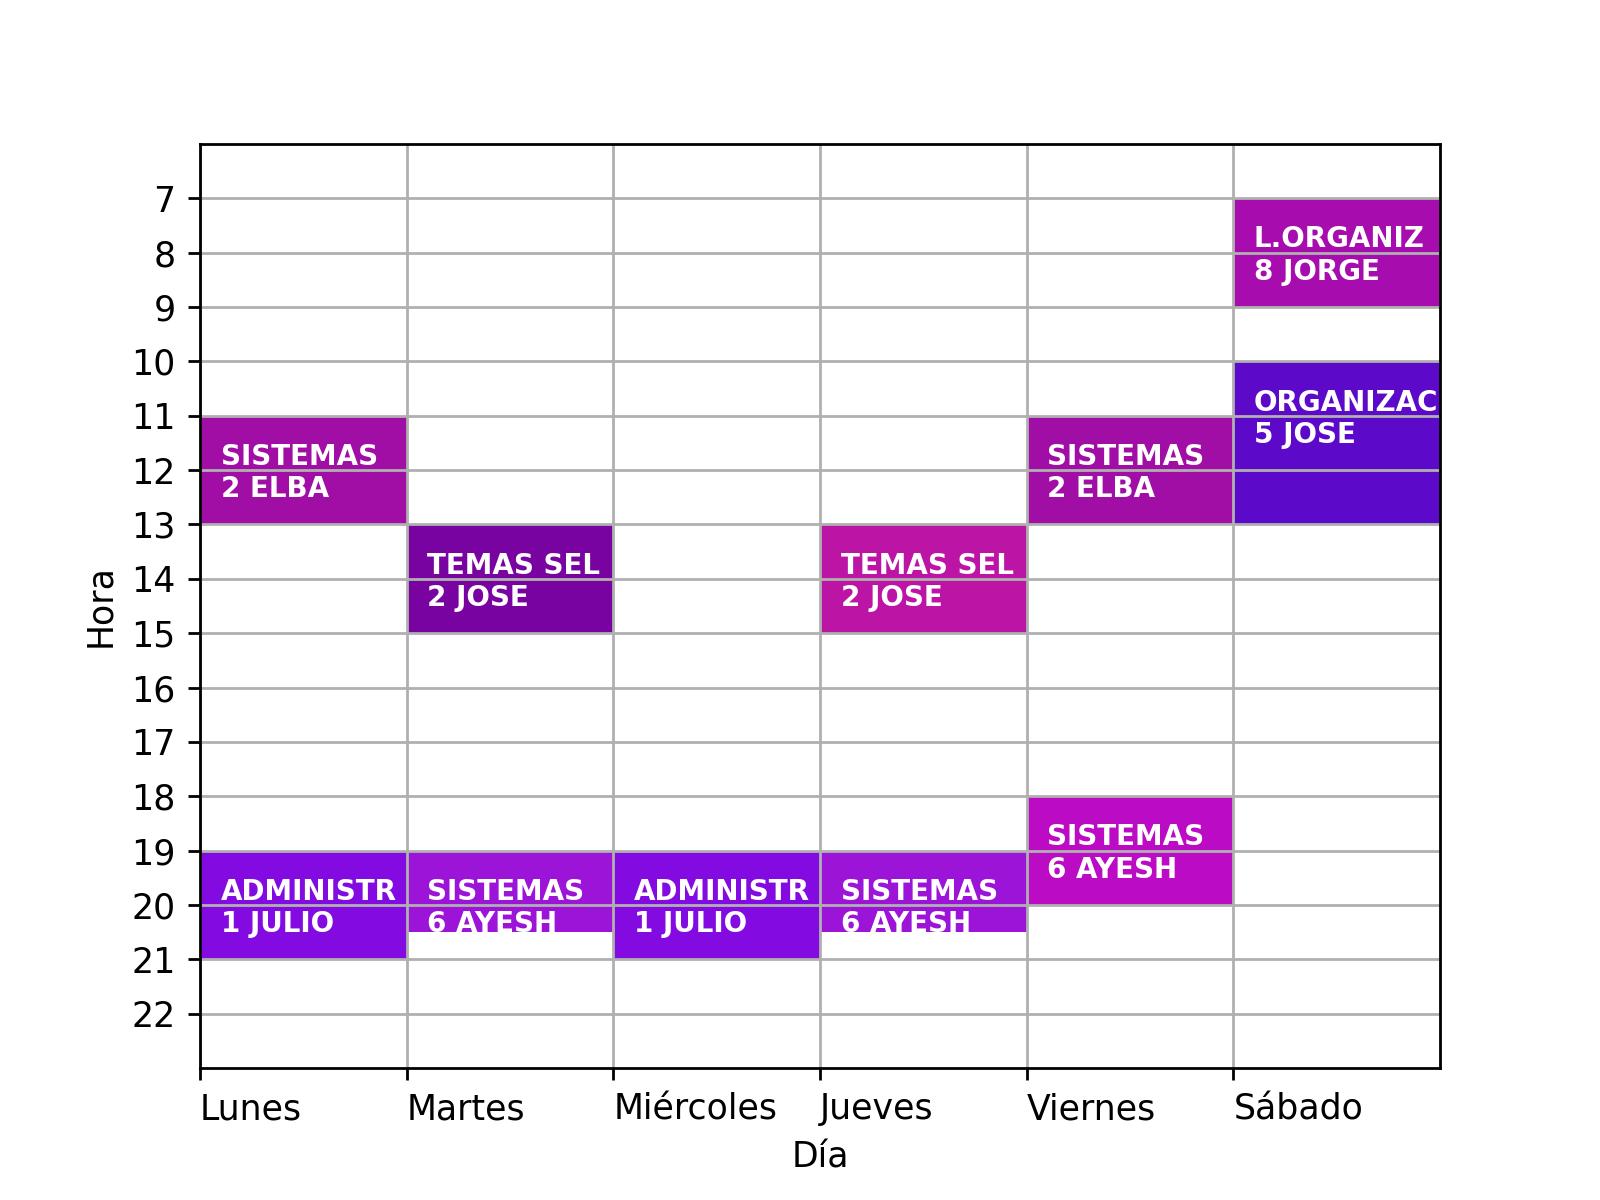 7
8
9
10
11
12
13
14
15
16
17
18
19
20
21
22
Hora
L.ORGANIZ
8 JORGE
ORGANIZAC
5 JOSE
SISTEMAS
2 ELBA
SISTEMAS
2 ELBA
TEMAS SEL
2 JOSE
TEMAS SEL
2 JOSE
SISTEMAS
6 AYESH
ADMINISTR
1 JULIO
SISTEMAS
6 AYESH
ADMINISTR
1 JULIO
SISTEMAS
6 AYESH
Lunes Martes Miércoles Jueves Viernes Sábado
Día